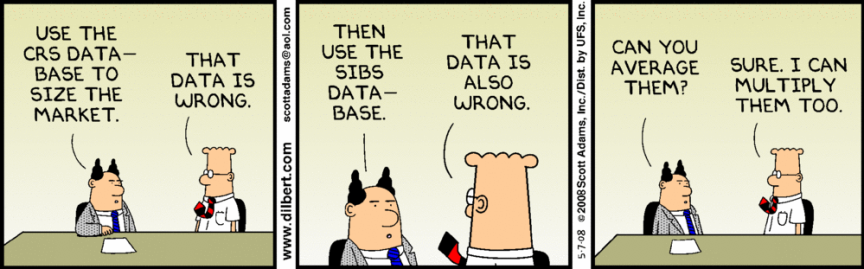 USE THE
CRS DATA-
BASE TO
SIZE THE
MARKET.
THAT
DATA IS
WRONG.
www.dilbert.com
scottadams@aol.com
THEN
USE THE
SIBS
DATA-
BASE.
THAT
DATA IS
ALSO
WRONG.
5-7-08 ©2008 Scott Adams, Inc./Dist. by UFS, Inc.
CAN YOU
AVERAGE
THEM?
SURE. I CAN
MULTIPLY
THEM TOO.